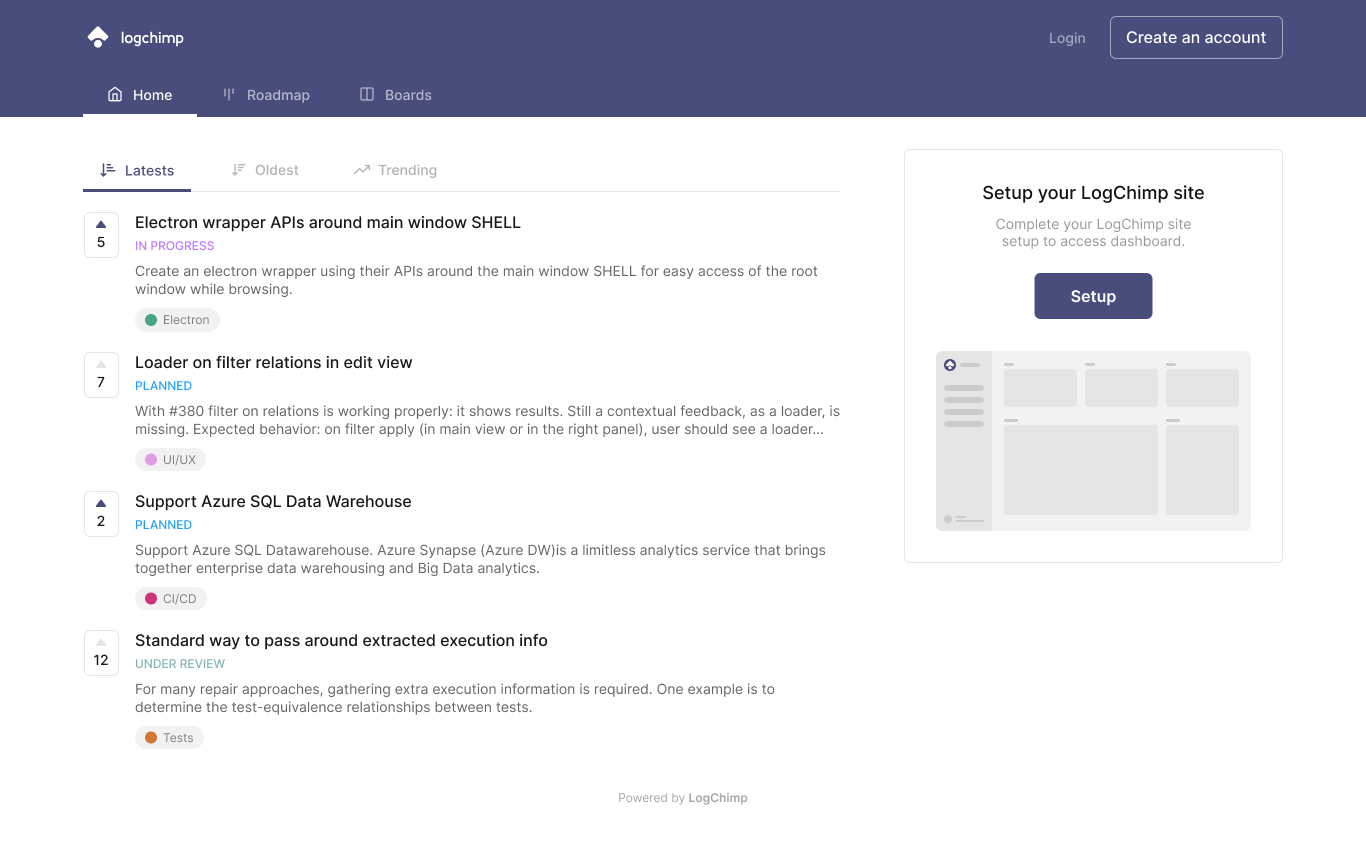 logchimp
Login
Create an account
Home
Roadmap
Boards
Latests
Oldest
Trending
5
Electron wrapper APIs around main window SHELL
IN PROGRESS
Create an electron wrapper using their APIs around the main window SHELL for easy access of the root
window while browsing.
Electron
7
Loader on filter relations in edit view
PLANNED
With #380 filter on relations is working properly: it shows results. Still a contextual feedback, as a loader, is
missing. Expected behavior: on filter apply (in main view or in the right panel), user should see a loader...
UI/UX
2
Support Azure SQL Data Warehouse
PLANNED
Support Azure SQL Datawarehouse. Azure Synapse (Azure DW)is a limitless analytics service that brings
together enterprise data warehousing and Big Data analytics.
CI/CD
12
Standard way to pass around extracted execution info
UNDER REVIEW
For many repair approaches, gathering extra execution information is required. One example is to
determine the test-equivalence relationships between tests.
Tests
Setup your LogChimp site
Complete your LogChimp site
setup to access dashboard.
Setup
Powered by LogChimp